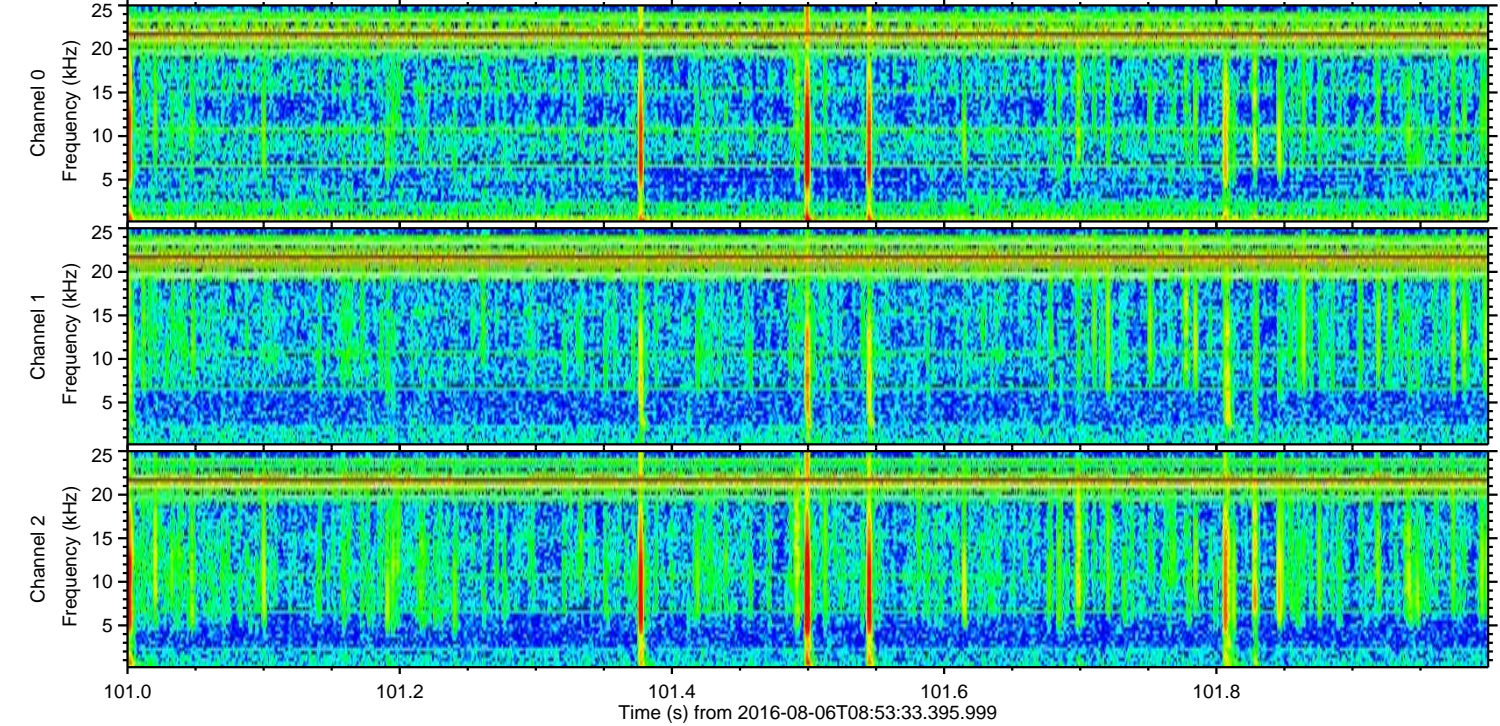 25
20
15
10
5
Channel 0
Frequency (kHz)
25
20
15
10
5
Channel 1
Frequency (kHz)
25
20
15
10
5
Channel 2
Frequency (kHz)
101.0 101.2 101.4 101.6 101.8
Time (s) from 2016-08-06T08:53:33.395.999